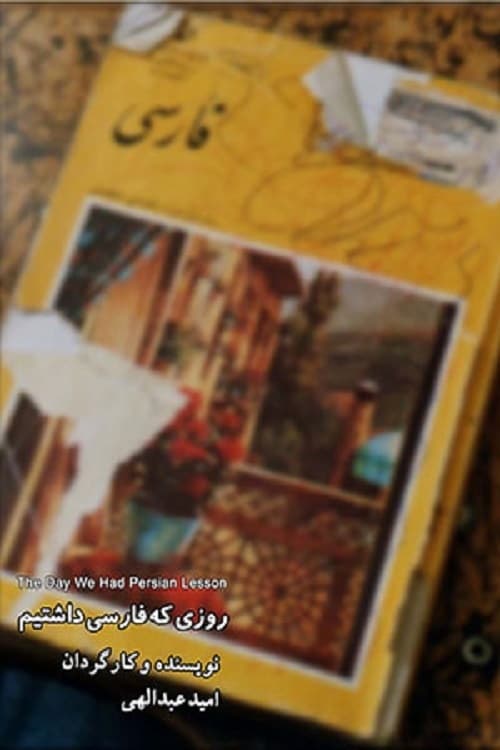 فارسی
The Day We Had Persian Lesson
روزی که فارسی داشتیم
نویسنده و کارگردان
امید عبدالهی